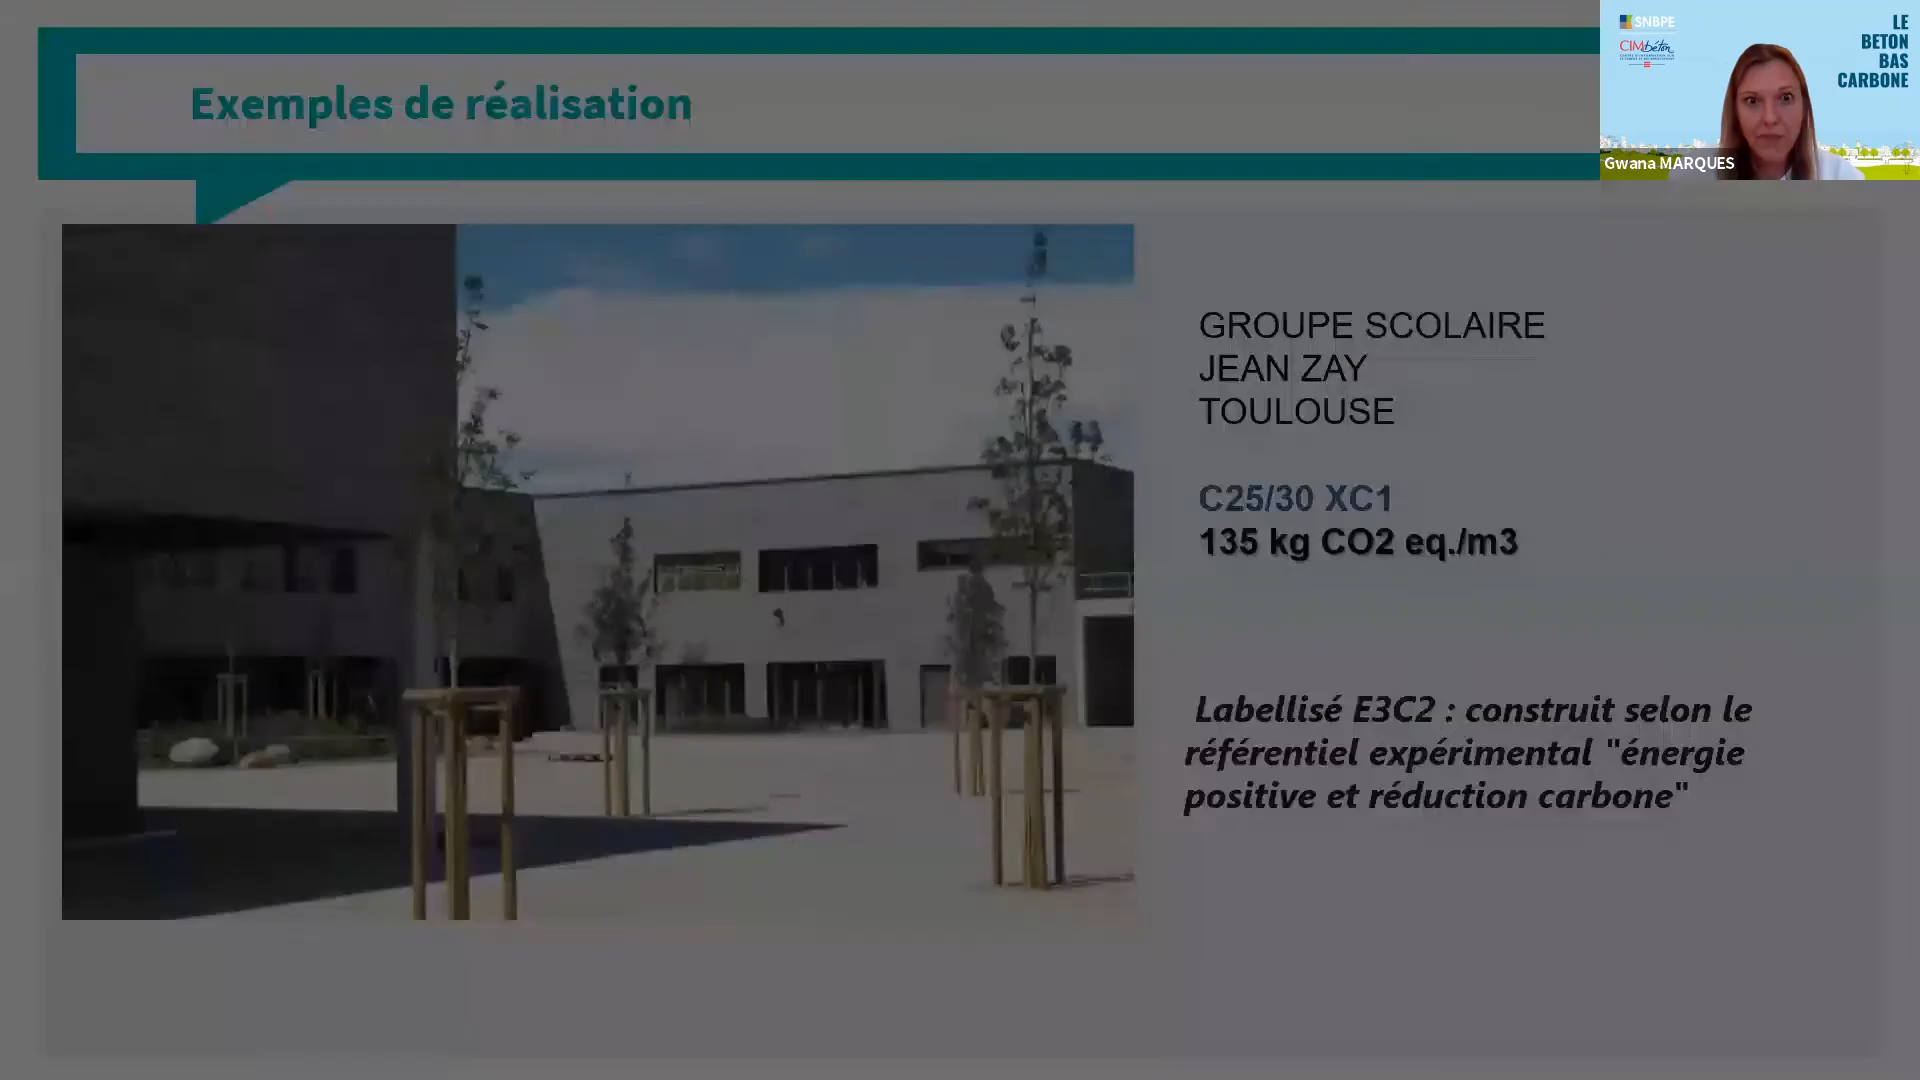 Exemples de réalisation
SNBPE
CIMbéton
LE
BETON
BAS
CARBONE
Gwana MARQUES
GROUPE SCOLAIRE
JEAN ZAY
TOULOUSE
C25/30 XC1
135 kg CO2 eq./m3
Labellisé E3C2 : construit selon le
référentiel expérimental "énergie
positive et réduction carbone"